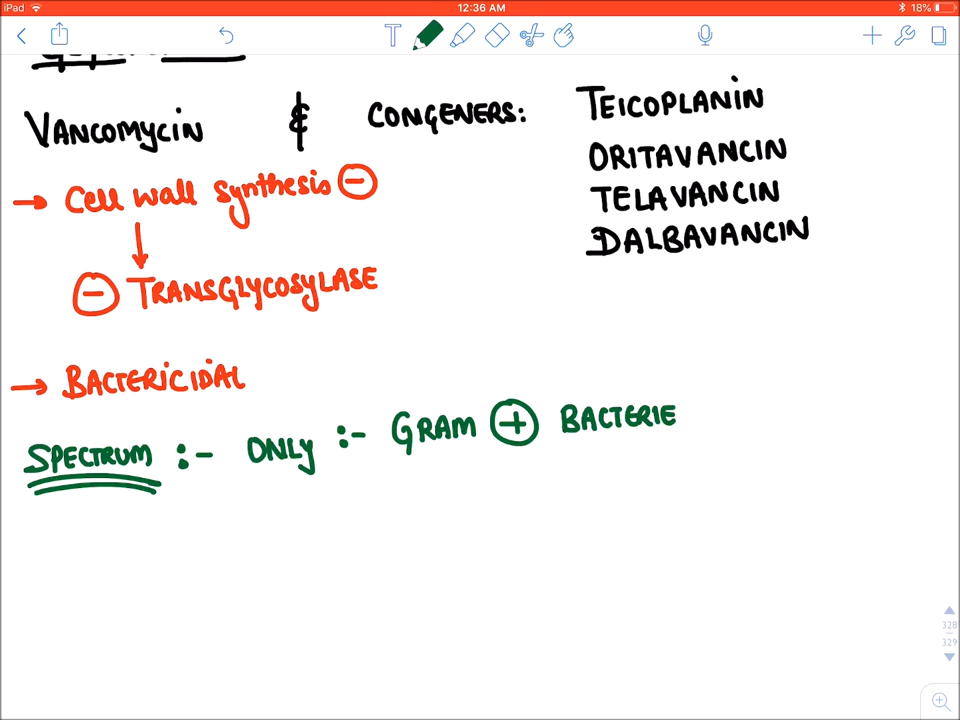 iPad 12:36 AM 18%
T
VANCOMYCIN & CONGENERS: TEICOPLANIN
ORITAVANCIN
TELAVANCIN
DALBAVANCIN
→ Cell wall synthesis ⊖
↓
⊖ TRANSGLYCOSYLASE
→ BACTERICIDAL
SPECTRUM :- ONLY :- GRAM ⊕ BACTERIE
328
329